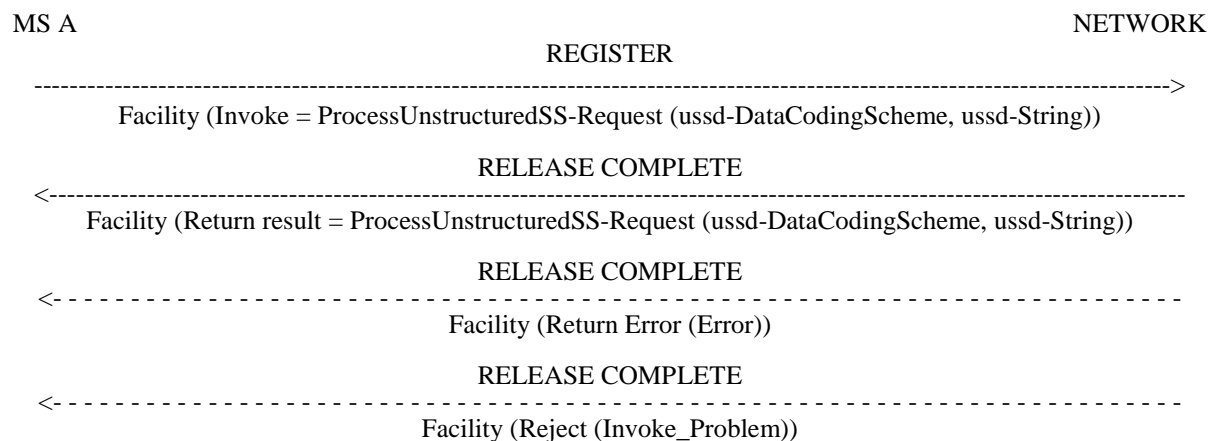 MS A NETWORK
REGISTER
Facility (Invoke = ProcessUnstructuredSS-Request (ussd-DataCodingScheme, ussd-String))
RELEASE COMPLETE
Facility (Return result = ProcessUnstructuredSS-Request (ussd-DataCodingScheme, ussd-String))
RELEASE COMPLETE
Facility (Return Error (Error))
RELEASE COMPLETE
Facility (Reject (Invoke_Problem))